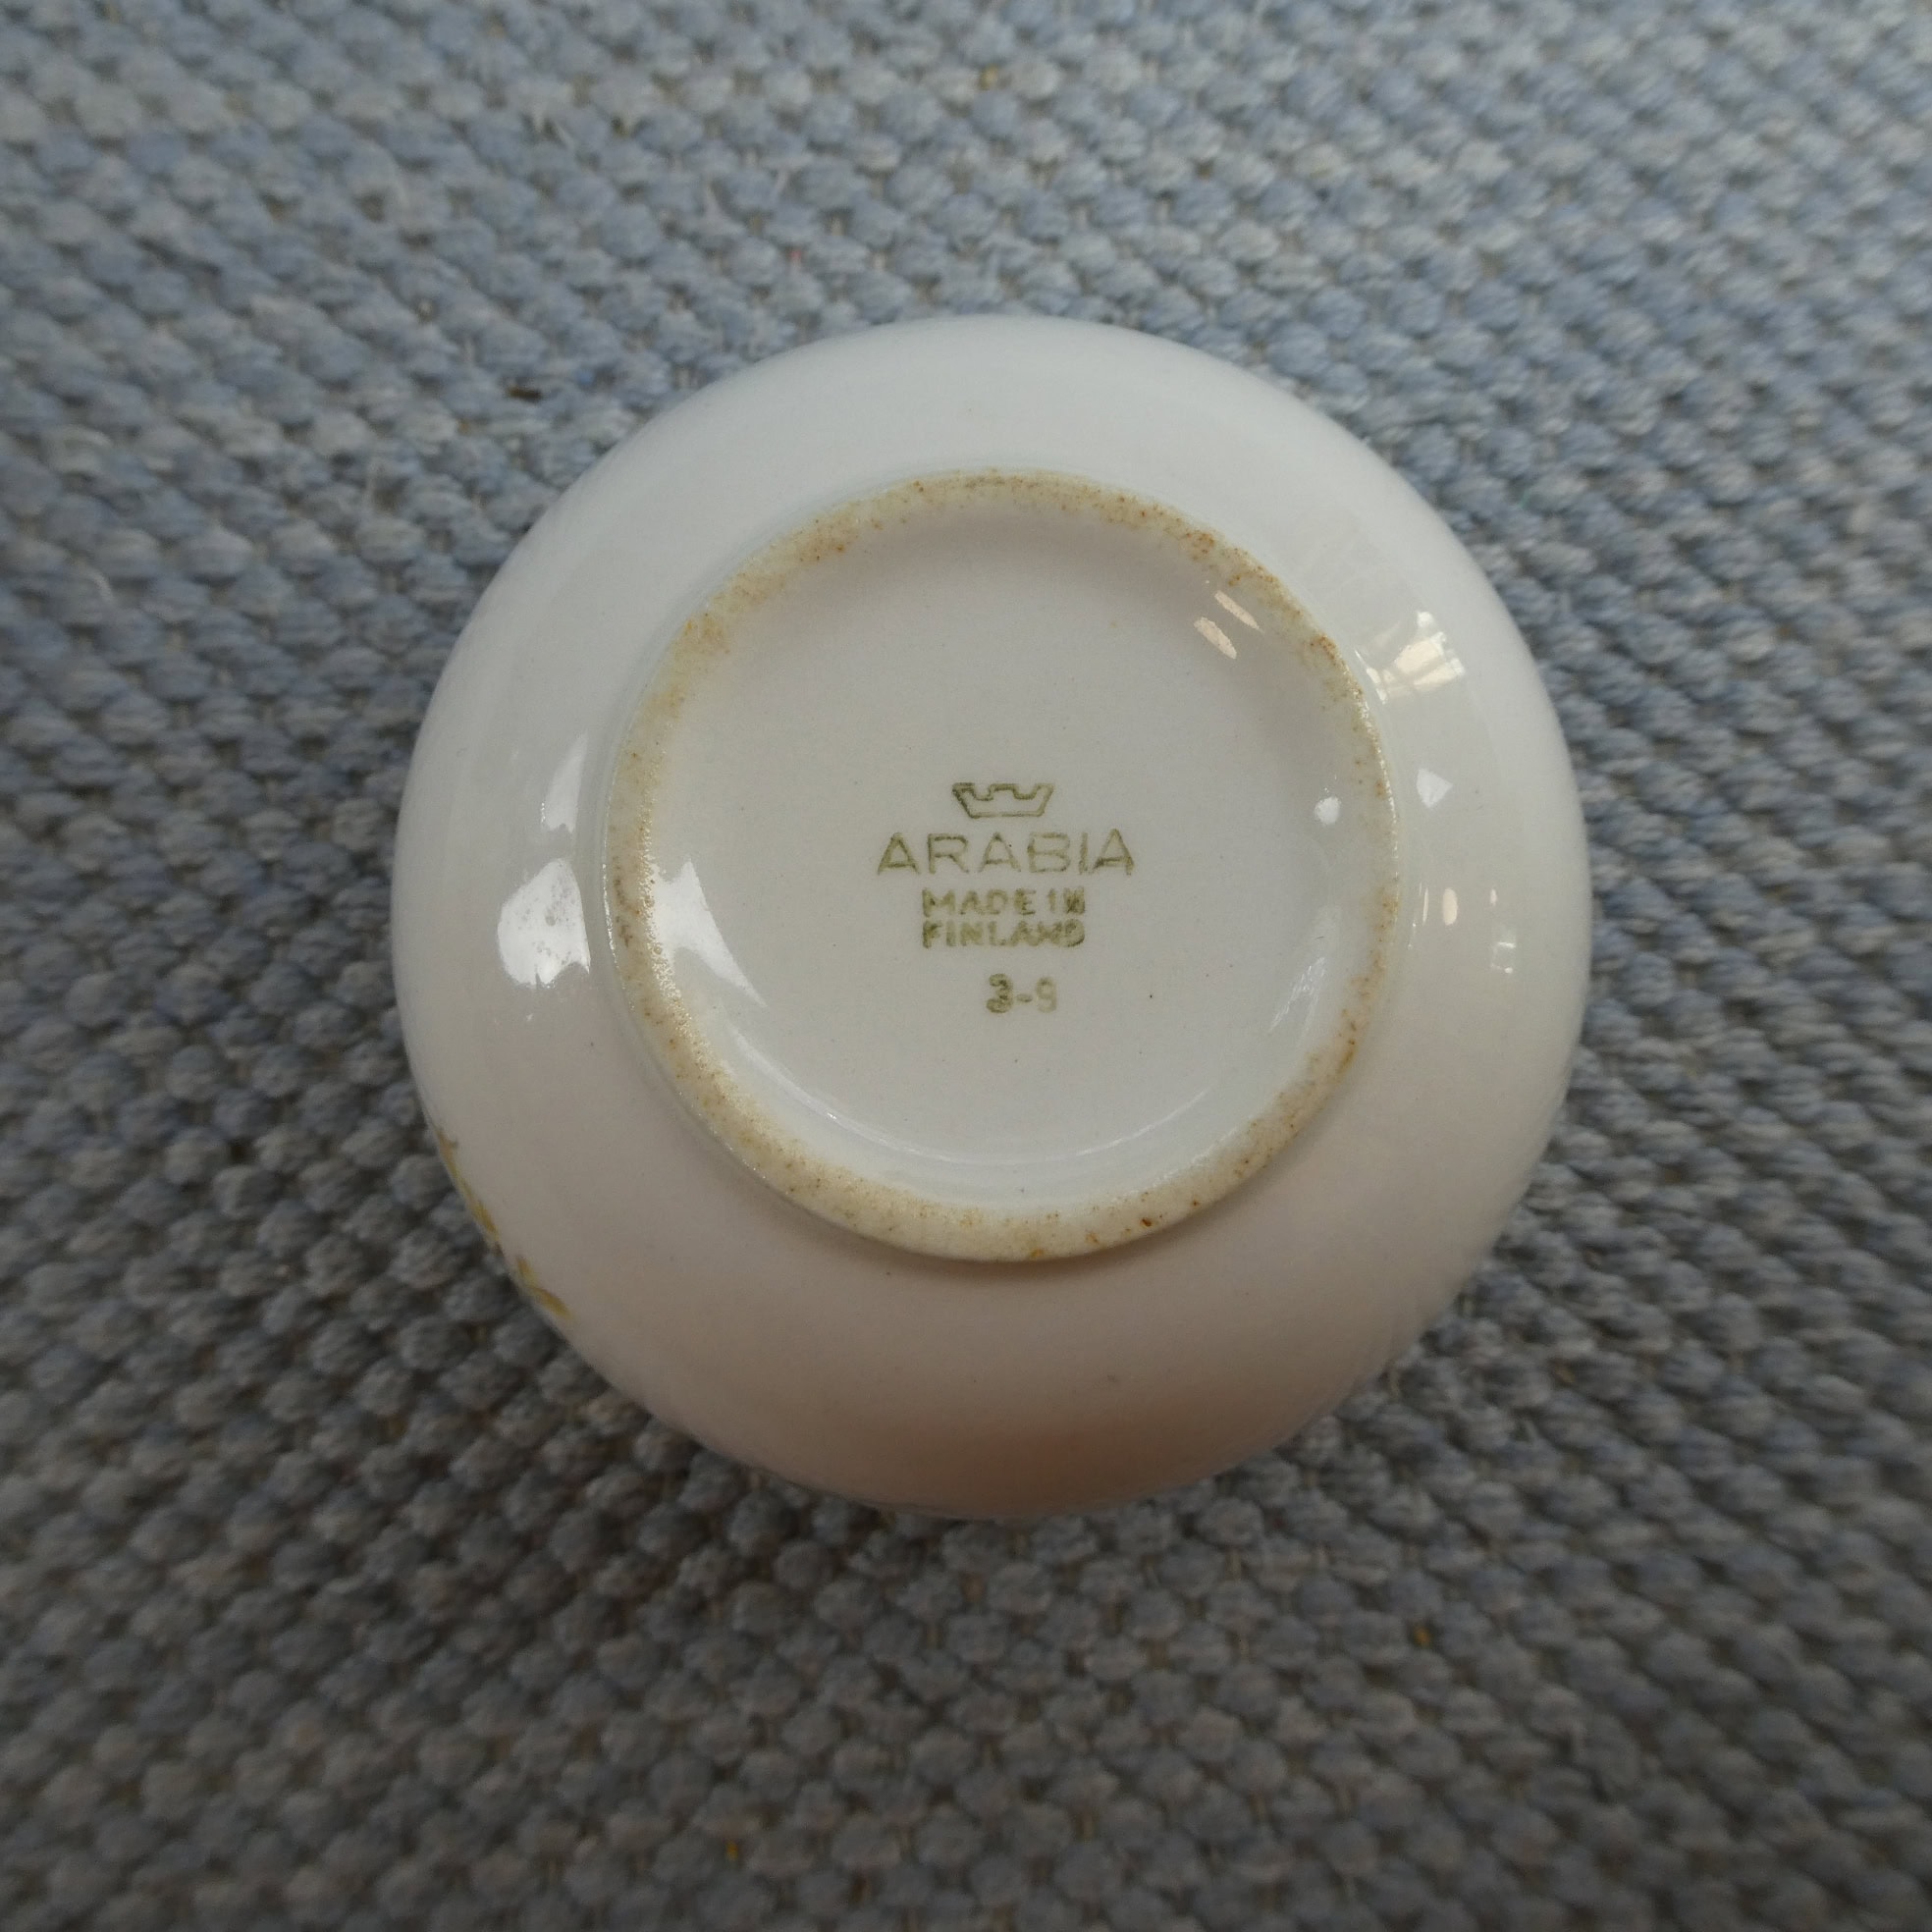 ARABIA
MADE IN
FINLAND
3-9